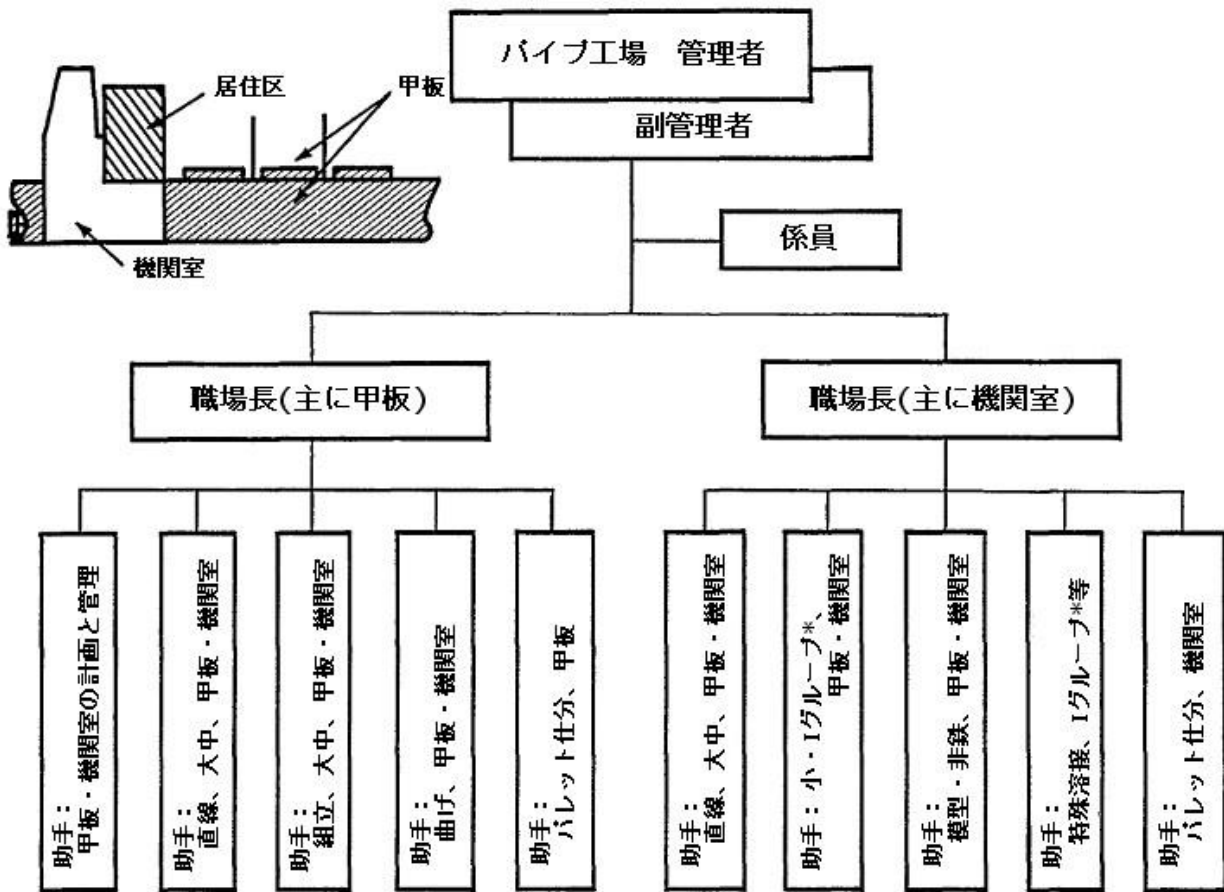 パイプ工場 管理者
副管理者
居住区
甲板
機関室
係員
職場長(主に甲板)
職場長(主に機関室)
助手:
甲板・機関室の計画と管理
助手:
直線、大中、甲板・機関室
助手:
組立、大中、甲板・機関室
助手:
曲げ、甲板・機関室
助手:
パレット仕分、甲板
助手:
直線、大中、甲板・機関室
助手:小・Iグループ*、
甲板・機関室
助手:
模型・非鉄、甲板・機関室
助手:
特殊溶接、Iグループ*等
助手:
パレット仕分、機関室